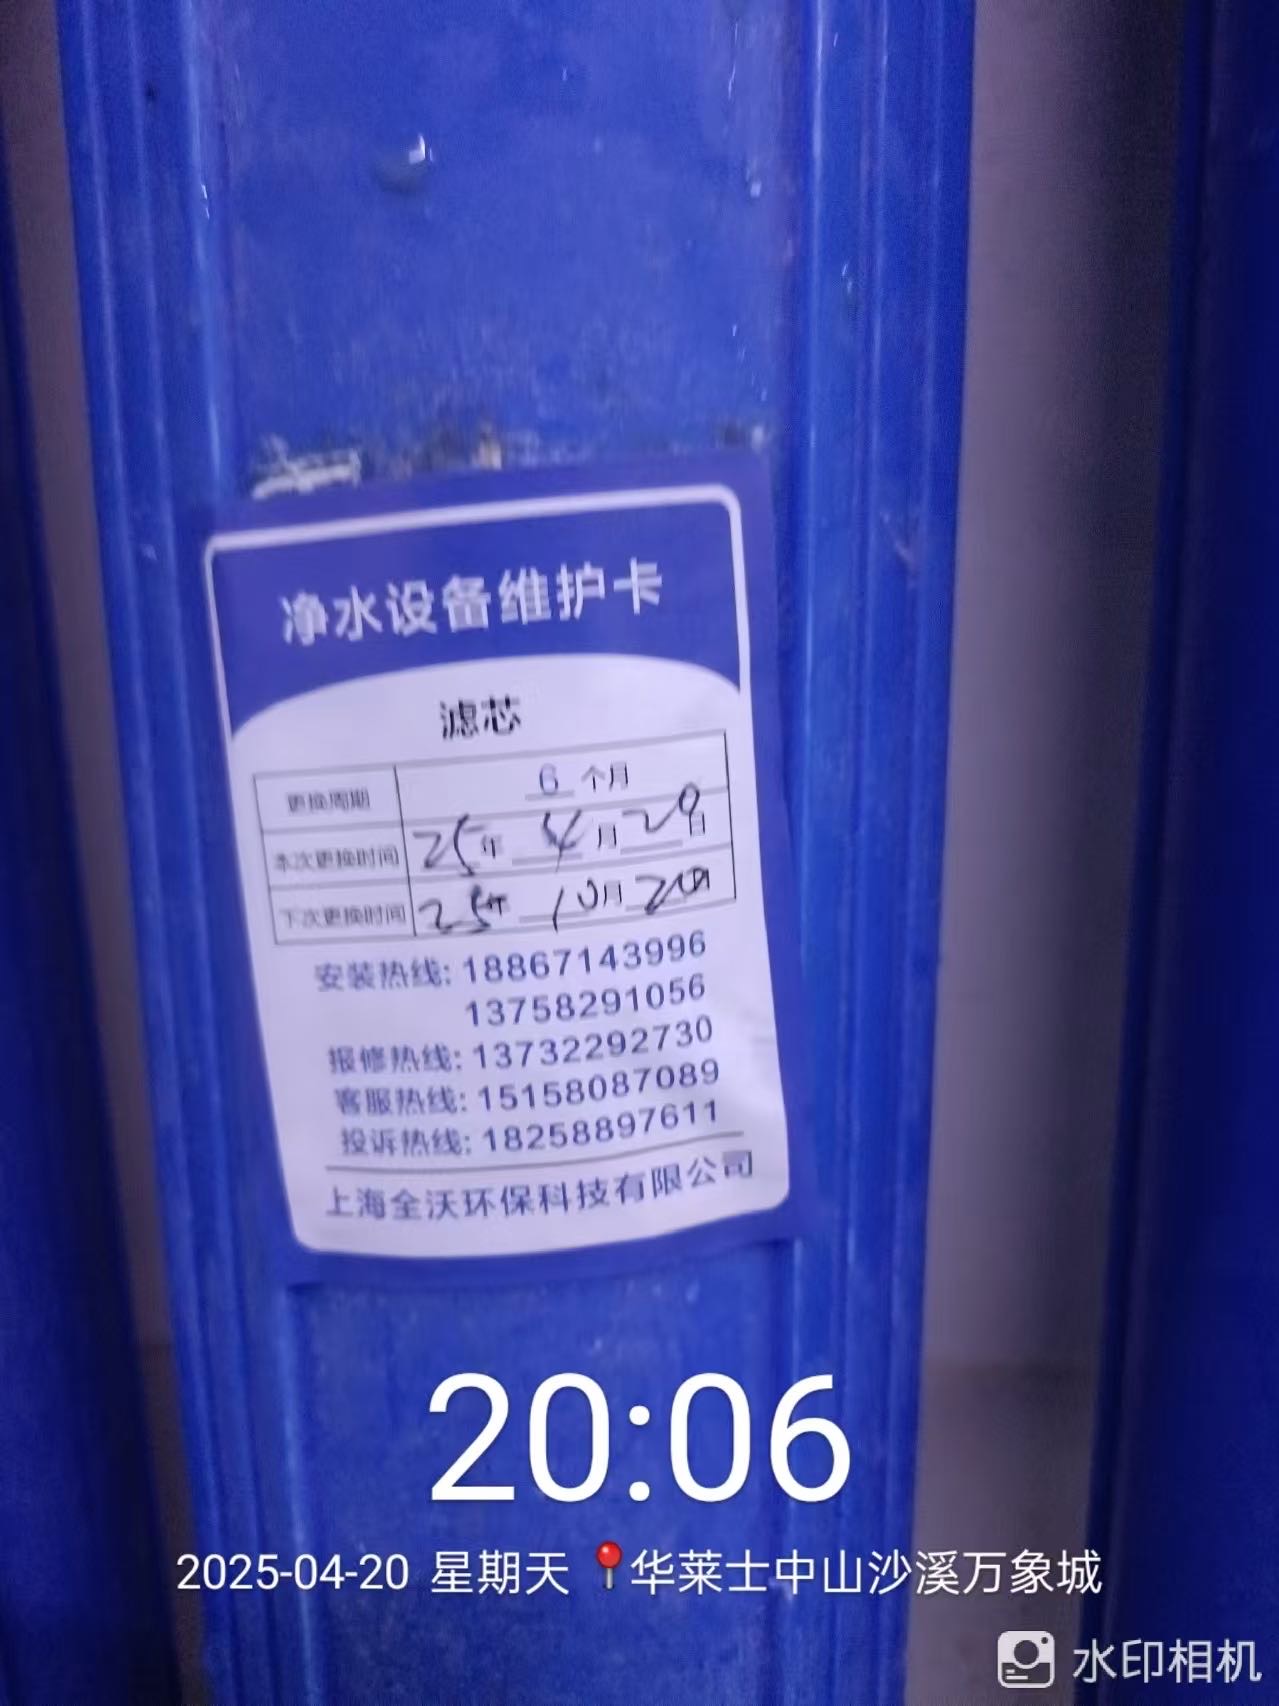 净水设备维护卡
滤芯
更换周期 6 个月
本次更换时间 25年 4月 20日
下次更换时间 25年 10月 20日
安装热线: 18867143996
13758291056
报修热线: 13732292730
客服热线: 15158087089
投诉热线: 18258897611
上海全沃环保科技有限公司
20:06
2025-04-20 星期天 📍华莱士中山沙溪万象城
水印相机